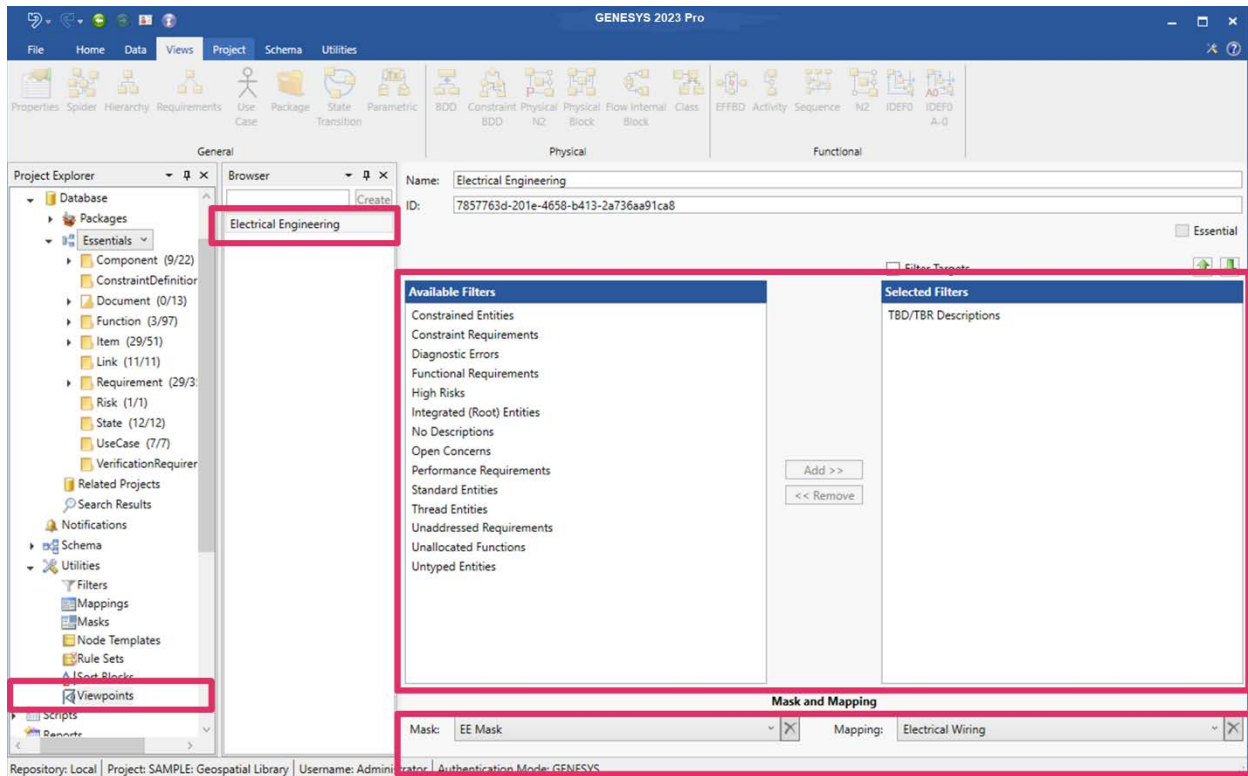 GENESYS 2023 Pro
File Home Data Views Project Schema Utilities
Properties Spider Hierarchy Requirements Use Case Package State Transition Parametric BDD Constraint BDD Physical N2 Physical Block Flow Internal Block Class EFFBD Activity Sequence N2 IDEF0 IDEF0 A-0
General Physical Functional
Project Explorer
Database
Packages
Essentials
Component (9/22)
ConstraintDefinition
Document (0/13)
Function (3/97)
Item (29/51)
Link (11/11)
Requirement (29/3
Risk (1/1)
State (12/12)
UseCase (7/7)
VerificationRequirer
Related Projects
Search Results
Notifications
Schema
Utilities
Filters
Mappings
Masks
Node Templates
Rule Sets
Sort Blocks
Viewpoints
Scripts
Reports
Browser
Create
Electrical Engineering
Name: Electrical Engineering
ID: 7857763d-201e-4658-b413-2a736aa91ca8
Essential
Filter Targets
Available Filters
Constrained Entities
Constraint Requirements
Diagnostic Errors
Functional Requirements
High Risks
Integrated (Root) Entities
No Descriptions
Open Concerns
Performance Requirements
Standard Entities
Thread Entities
Unaddressed Requirements
Unallocated Functions
Untyped Entities
Add >>
<< Remove
Selected Filters
TBD/TBR Descriptions
Mask and Mapping
Mask: EE Mask Mapping: Electrical Wiring
Repository: Local Project: SAMPLE: Geospatial Library Username: Administrator Authentication Mode: GENESYS